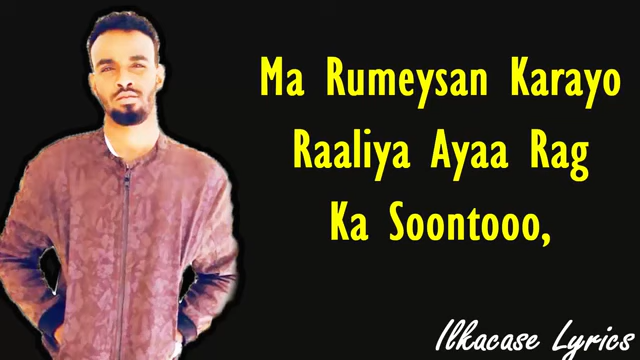 Ma Rumeysan Karayo
Raaliya Ayaa Rag
Ka Soontooo,
Ilkacase Lyrics